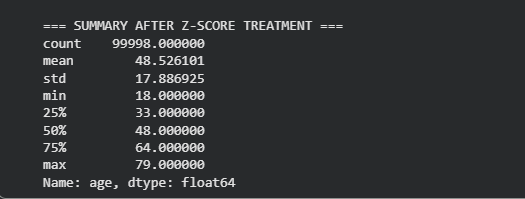 === SUMMARY AFTER Z-SCORE TREATMENT ===
count    99998.000000
mean        48.526101
std         17.886925
min         18.000000
25%         33.000000
50%         48.000000
75%         64.000000
max         79.000000
Name: age, dtype: float64